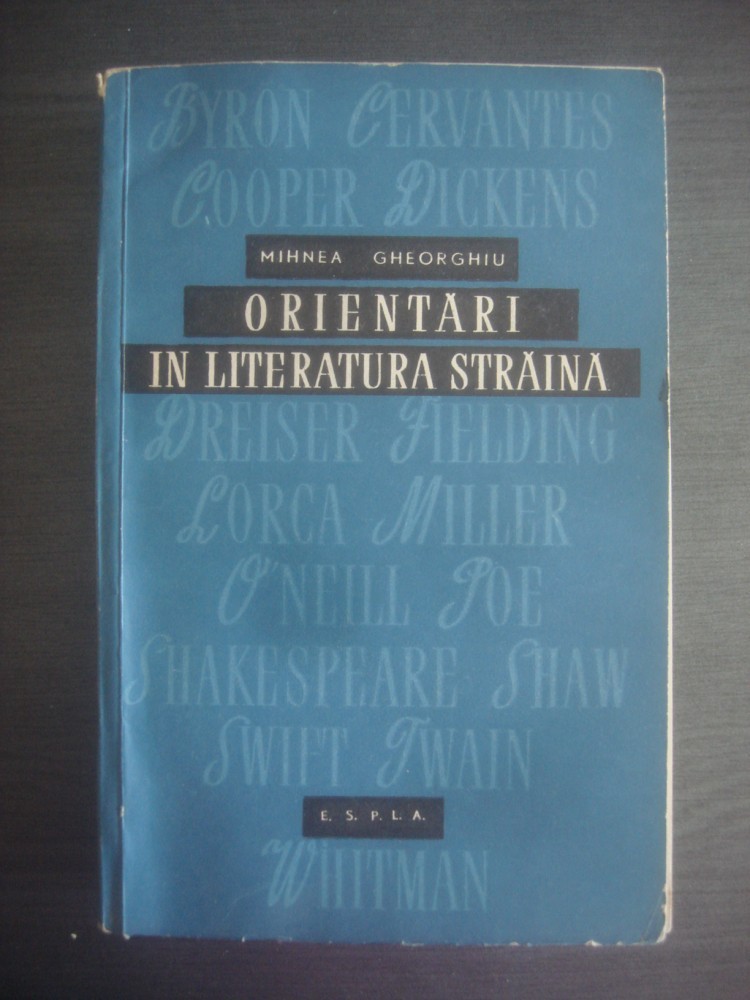 BYRON CERVANTES
COOPER DICKENS
MIHNEA GHEORGHIU
ORIENTĂRI
IN LITERATURA STRĂINĂ
DREISER FIELDING
LORCA MILLER
O'NEILL POE
SHAKESPEARE SHAW
SWIFT TWAIN
E. S. P. L. A.
WHITMAN